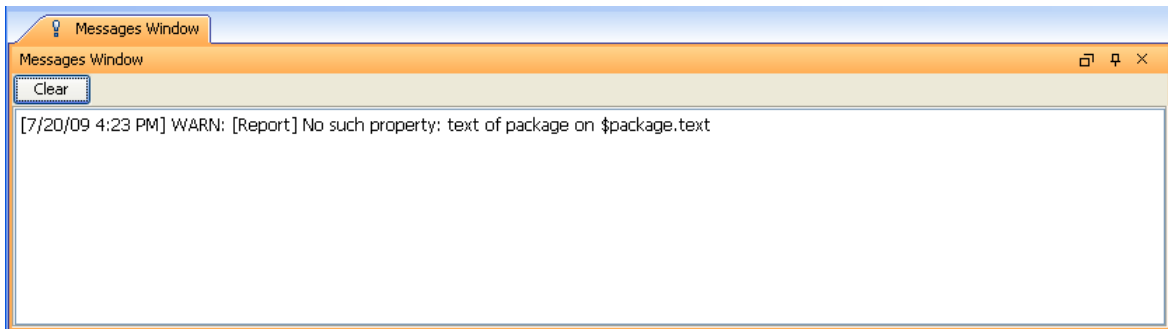 Messages Window
Messages Window
Clear
[7/20/09 4:23 PM] WARN: [Report] No such property: text of package on $package.text